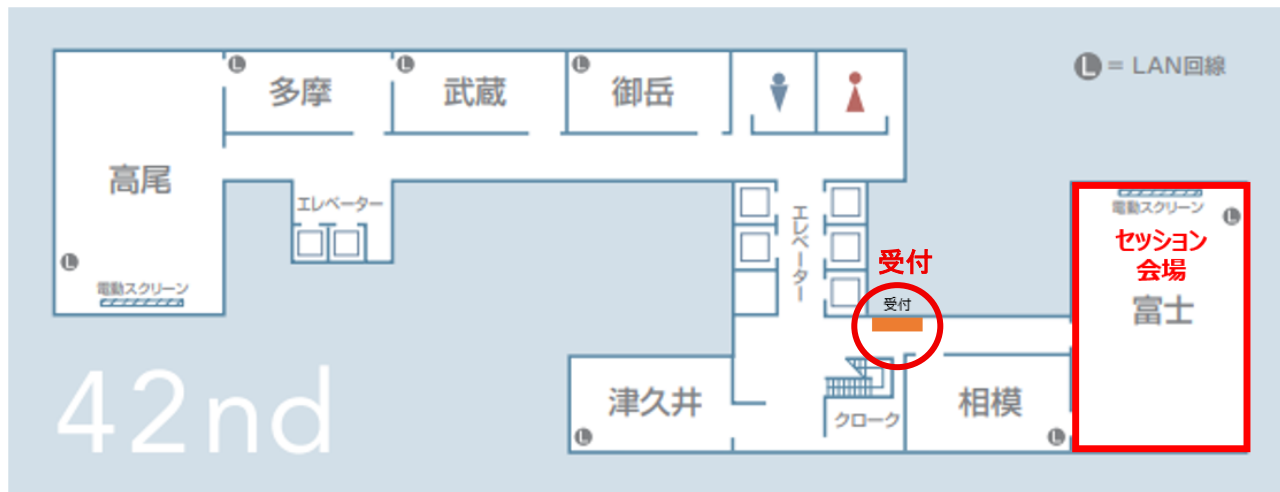 Ⓛ = LAN回線
多摩
武蔵
御岳
高尾
エレベーター
電動スクリーン
エレベーター
受付
受付
電動スクリーン
セッション
会場
富士
津久井
クローク
相模
42nd
L
L
L
L
L
L
L